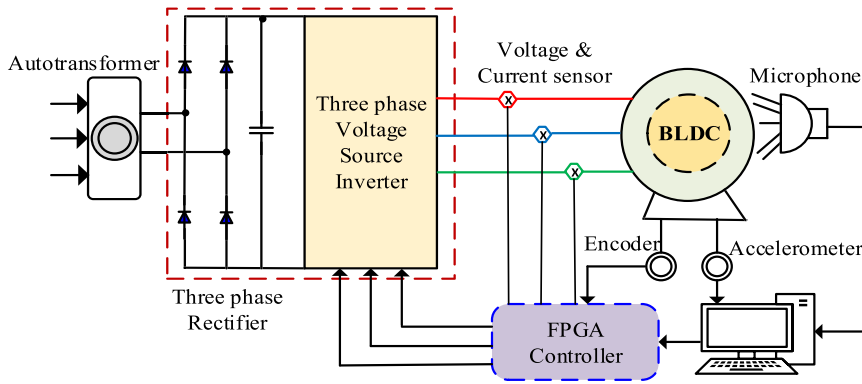 Autotransformer
Three phase
Voltage
Source
Inverter
Voltage &
Current sensor
x
x
x
BLDC
Microphone
Encoder
Accelerometer
Three phase
Rectifier
FPGA
Controller